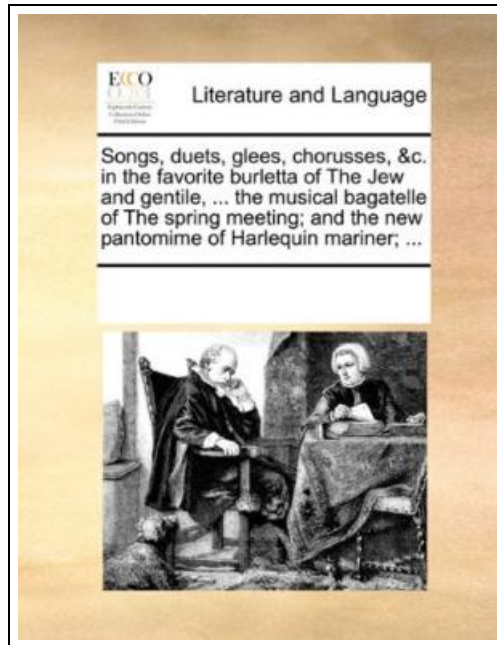 ECCO
Literature and Language
Songs, duets, glees, chorusses, &c.
in the favorite burletta of The Jew
and gentile, ... the musical bagatelle
of The spring meeting; and the new
pantomime of Harlequin mariner; ...